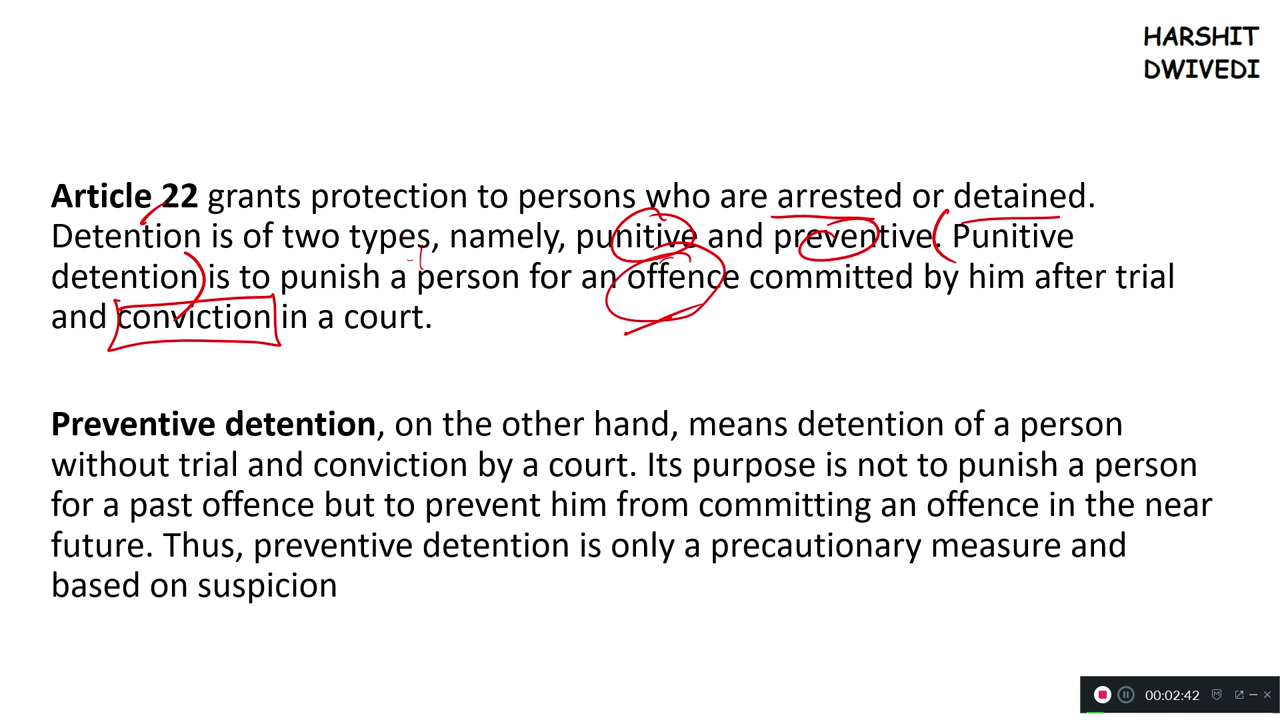 HARSHIT
DWIVEDI
Article 22 grants protection to persons who are arrested or detained.
Detention is of two types, namely, punitive and preventive. Punitive
detention is to punish a person for an offence committed by him after trial
and conviction in a court.
Preventive detention, on the other hand, means detention of a person
without trial and conviction by a court. Its purpose is not to punish a person
for a past offence but to prevent him from committing an offence in the near
future. Thus, preventive detention is only a precautionary measure and
based on suspicion
00:02:42